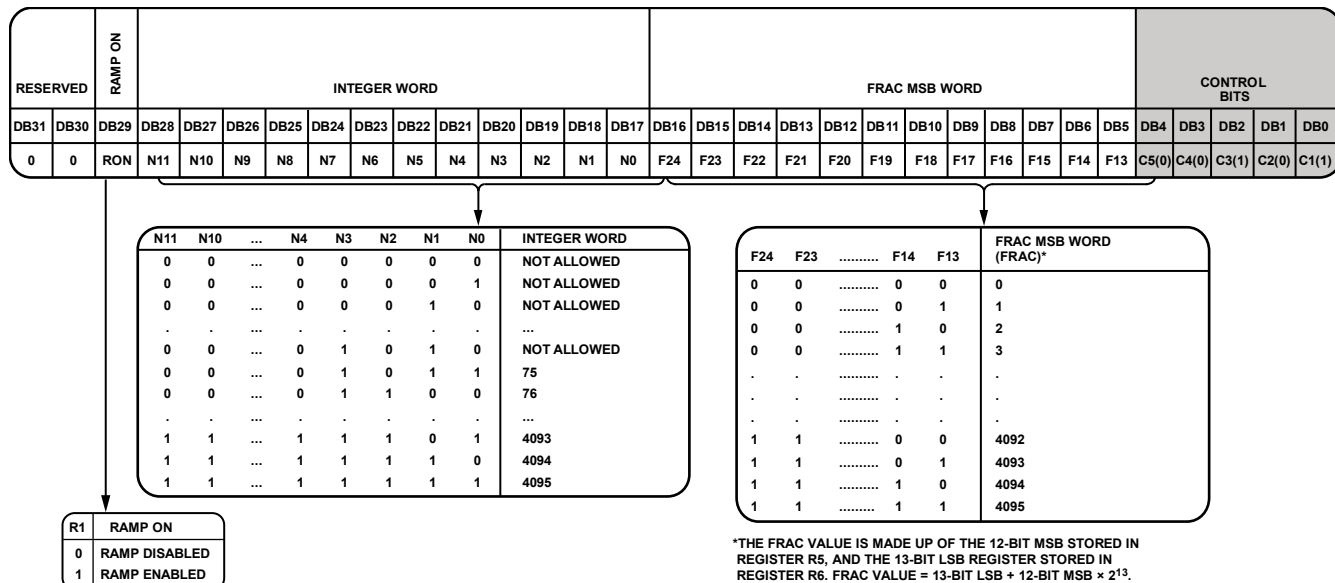 RESERVED RAMP ON INTEGER WORD FRAC MSB WORD CONTROL BITS
DB31 DB30 DB29 DB28 DB27 DB26 DB25 DB24 DB23 DB22 DB21 DB20 DB19 DB18 DB17 DB16 DB15 DB14 DB13 DB12 DB11 DB10 DB9 DB8 DB7 DB6 DB5 DB4 DB3 DB2 DB1 DB0
0 0 RON N11 N10 N9 N8 N7 N6 N5 N4 N3 N2 N1 N0 F24 F23 F22 F21 F20 F19 F18 F17 F16 F15 F14 F13 C5(0) C4(0) C3(1) C2(0) C1(1)
N11 N10 ... N4 N3 N2 N1 N0 INTEGER WORD
0 0 ... 0 0 0 0 0 NOT ALLOWED
0 0 ... 0 0 0 0 1 NOT ALLOWED
0 0 ... 0 0 0 1 0 NOT ALLOWED
. . ... . . . . . ...
0 0 ... 0 1 0 1 0 NOT ALLOWED
0 0 ... 0 1 0 1 1 75
0 0 ... 0 1 1 0 0 76
. . ... . . . . . ...
1 1 ... 1 1 1 0 1 4093
1 1 ... 1 1 1 1 0 4094
1 1 ... 1 1 1 1 1 4095
F24 F23 .......... F14 F13 FRAC MSB WORD (FRAC)*
0 0 .......... 0 0 0
0 0 .......... 0 1 1
0 0 .......... 1 0 2
0 0 .......... 1 1 3
. . .......... . . .
. . .......... . . .
. . .......... . . .
1 1 .......... 0 0 4092
1 1 .......... 0 1 4093
1 1 .......... 1 0 4094
1 1 ......... 1 1 4095
R1 RAMP ON
0 RAMP DISABLED
1 RAMP ENABLED
*THE FRAC VALUE IS MADE UP OF THE 12-BIT MSB STORED IN
REGISTER R5, AND THE 13-BIT LSB REGISTER STORED IN
REGISTER R6. FRAC VALUE = 13-BIT LSB + 12-BIT MSB × 2¹³.